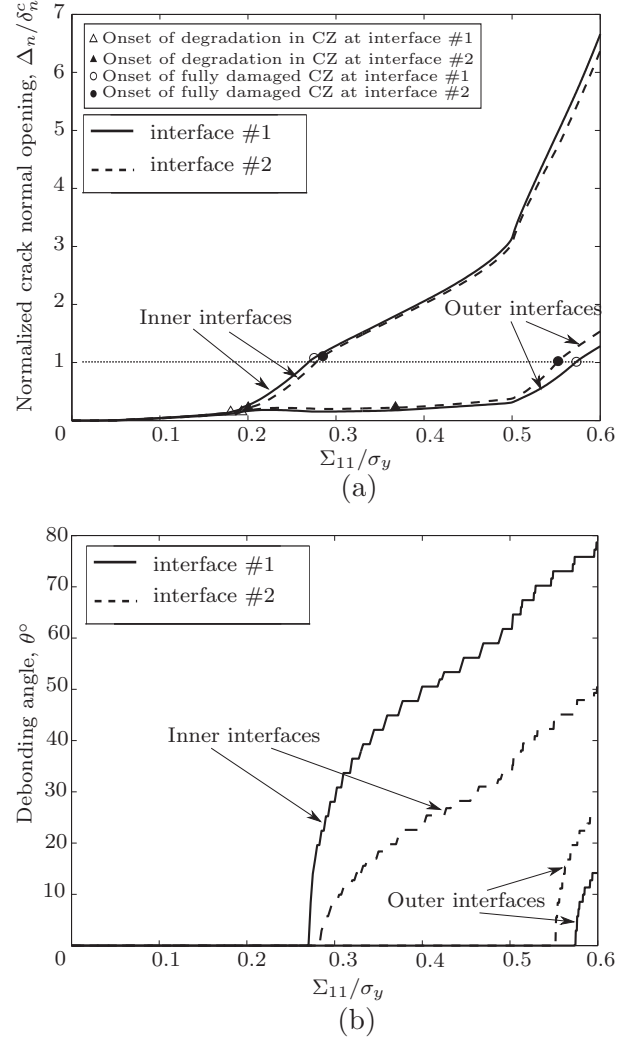 7
6
5
4
3
2
1
0
Normalized crack normal opening, Δₙ/δₙᶜ
△ Onset of degradation in CZ at interface #1
▲ Onset of degradation in CZ at interface #2
○ Onset of fully damaged CZ at interface #1
● Onset of fully damaged CZ at interface #2
interface #1
interface #2
Inner interfaces
Outer interfaces
0 0.1 0.2 0.3 0.4 0.5 0.6
Σ₁₁/σᵧ
(a)
80
70
60
50
40
30
20
10
0
Debonding angle, θ°
interface #1
interface #2
Inner interfaces
Outer interfaces
0 0.1 0.2 0.3 0.4 0.5 0.6
Σ₁₁/σᵧ
(b)